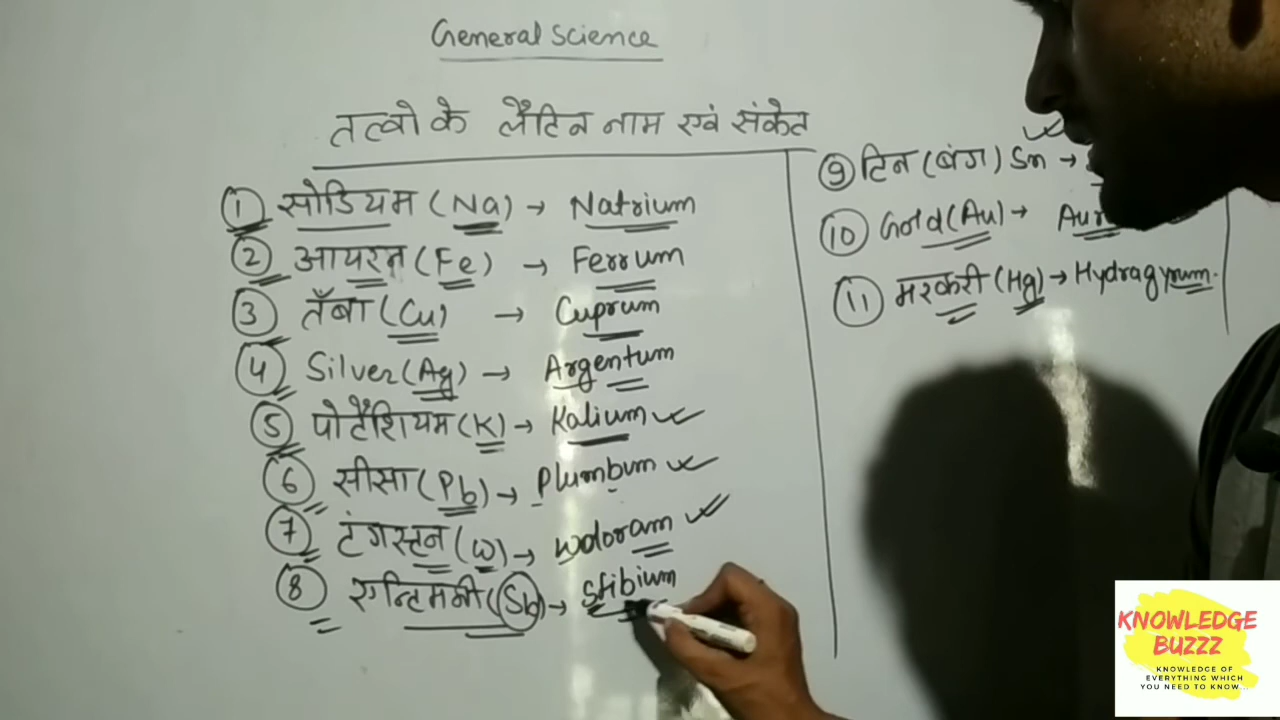 General Science
तत्वो के लैटिन नाम एवं संकेत
① सोडियम (Na) → Natrium
② आयरन (Fe) → Ferrum
③ तँबा (Cu) → Cuprum
④ Silver (Ag) → Argentum
⑤ पोटैशियम (K) → Kalium
⑥ सीसा (Pb) → Plumbum
⑦ टंगस्टन (W) → Woloram
⑧ एन्टिमनी (Sb) → Stibium
⑨ टिन (बंग) Sn →
⑩ Gold (Au) →
⑪ मरकरी (Hg) → Hydragyrum.
KNOWLEDGE
BUZZZ
KNOWLEDGE OF
EVERYTHING WHICH
YOU NEED TO KNOW...